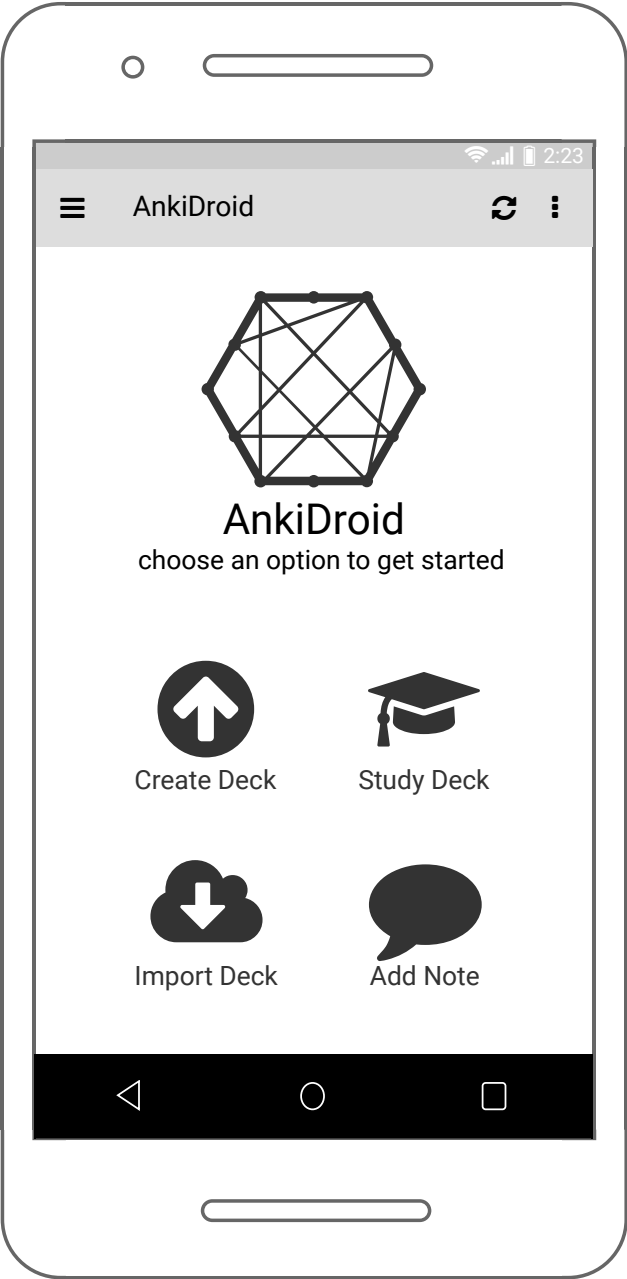 2:23
AnkiDroid
AnkiDroid
choose an option to get started
Create Deck
Study Deck
Import Deck
Add Note